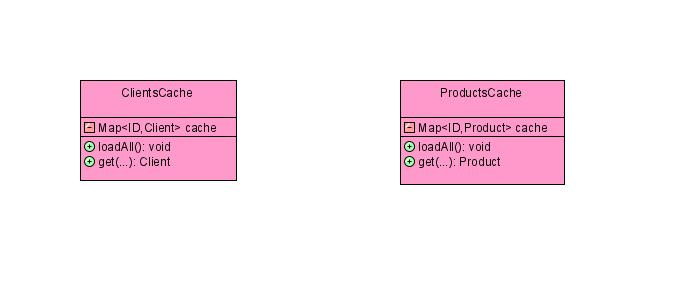 ClientsCache
Map<ID,Client> cache
loadAll(): void
get(...): Client
ProductsCache
Map<ID,Product> cache
loadAll(): void
get(...): Product